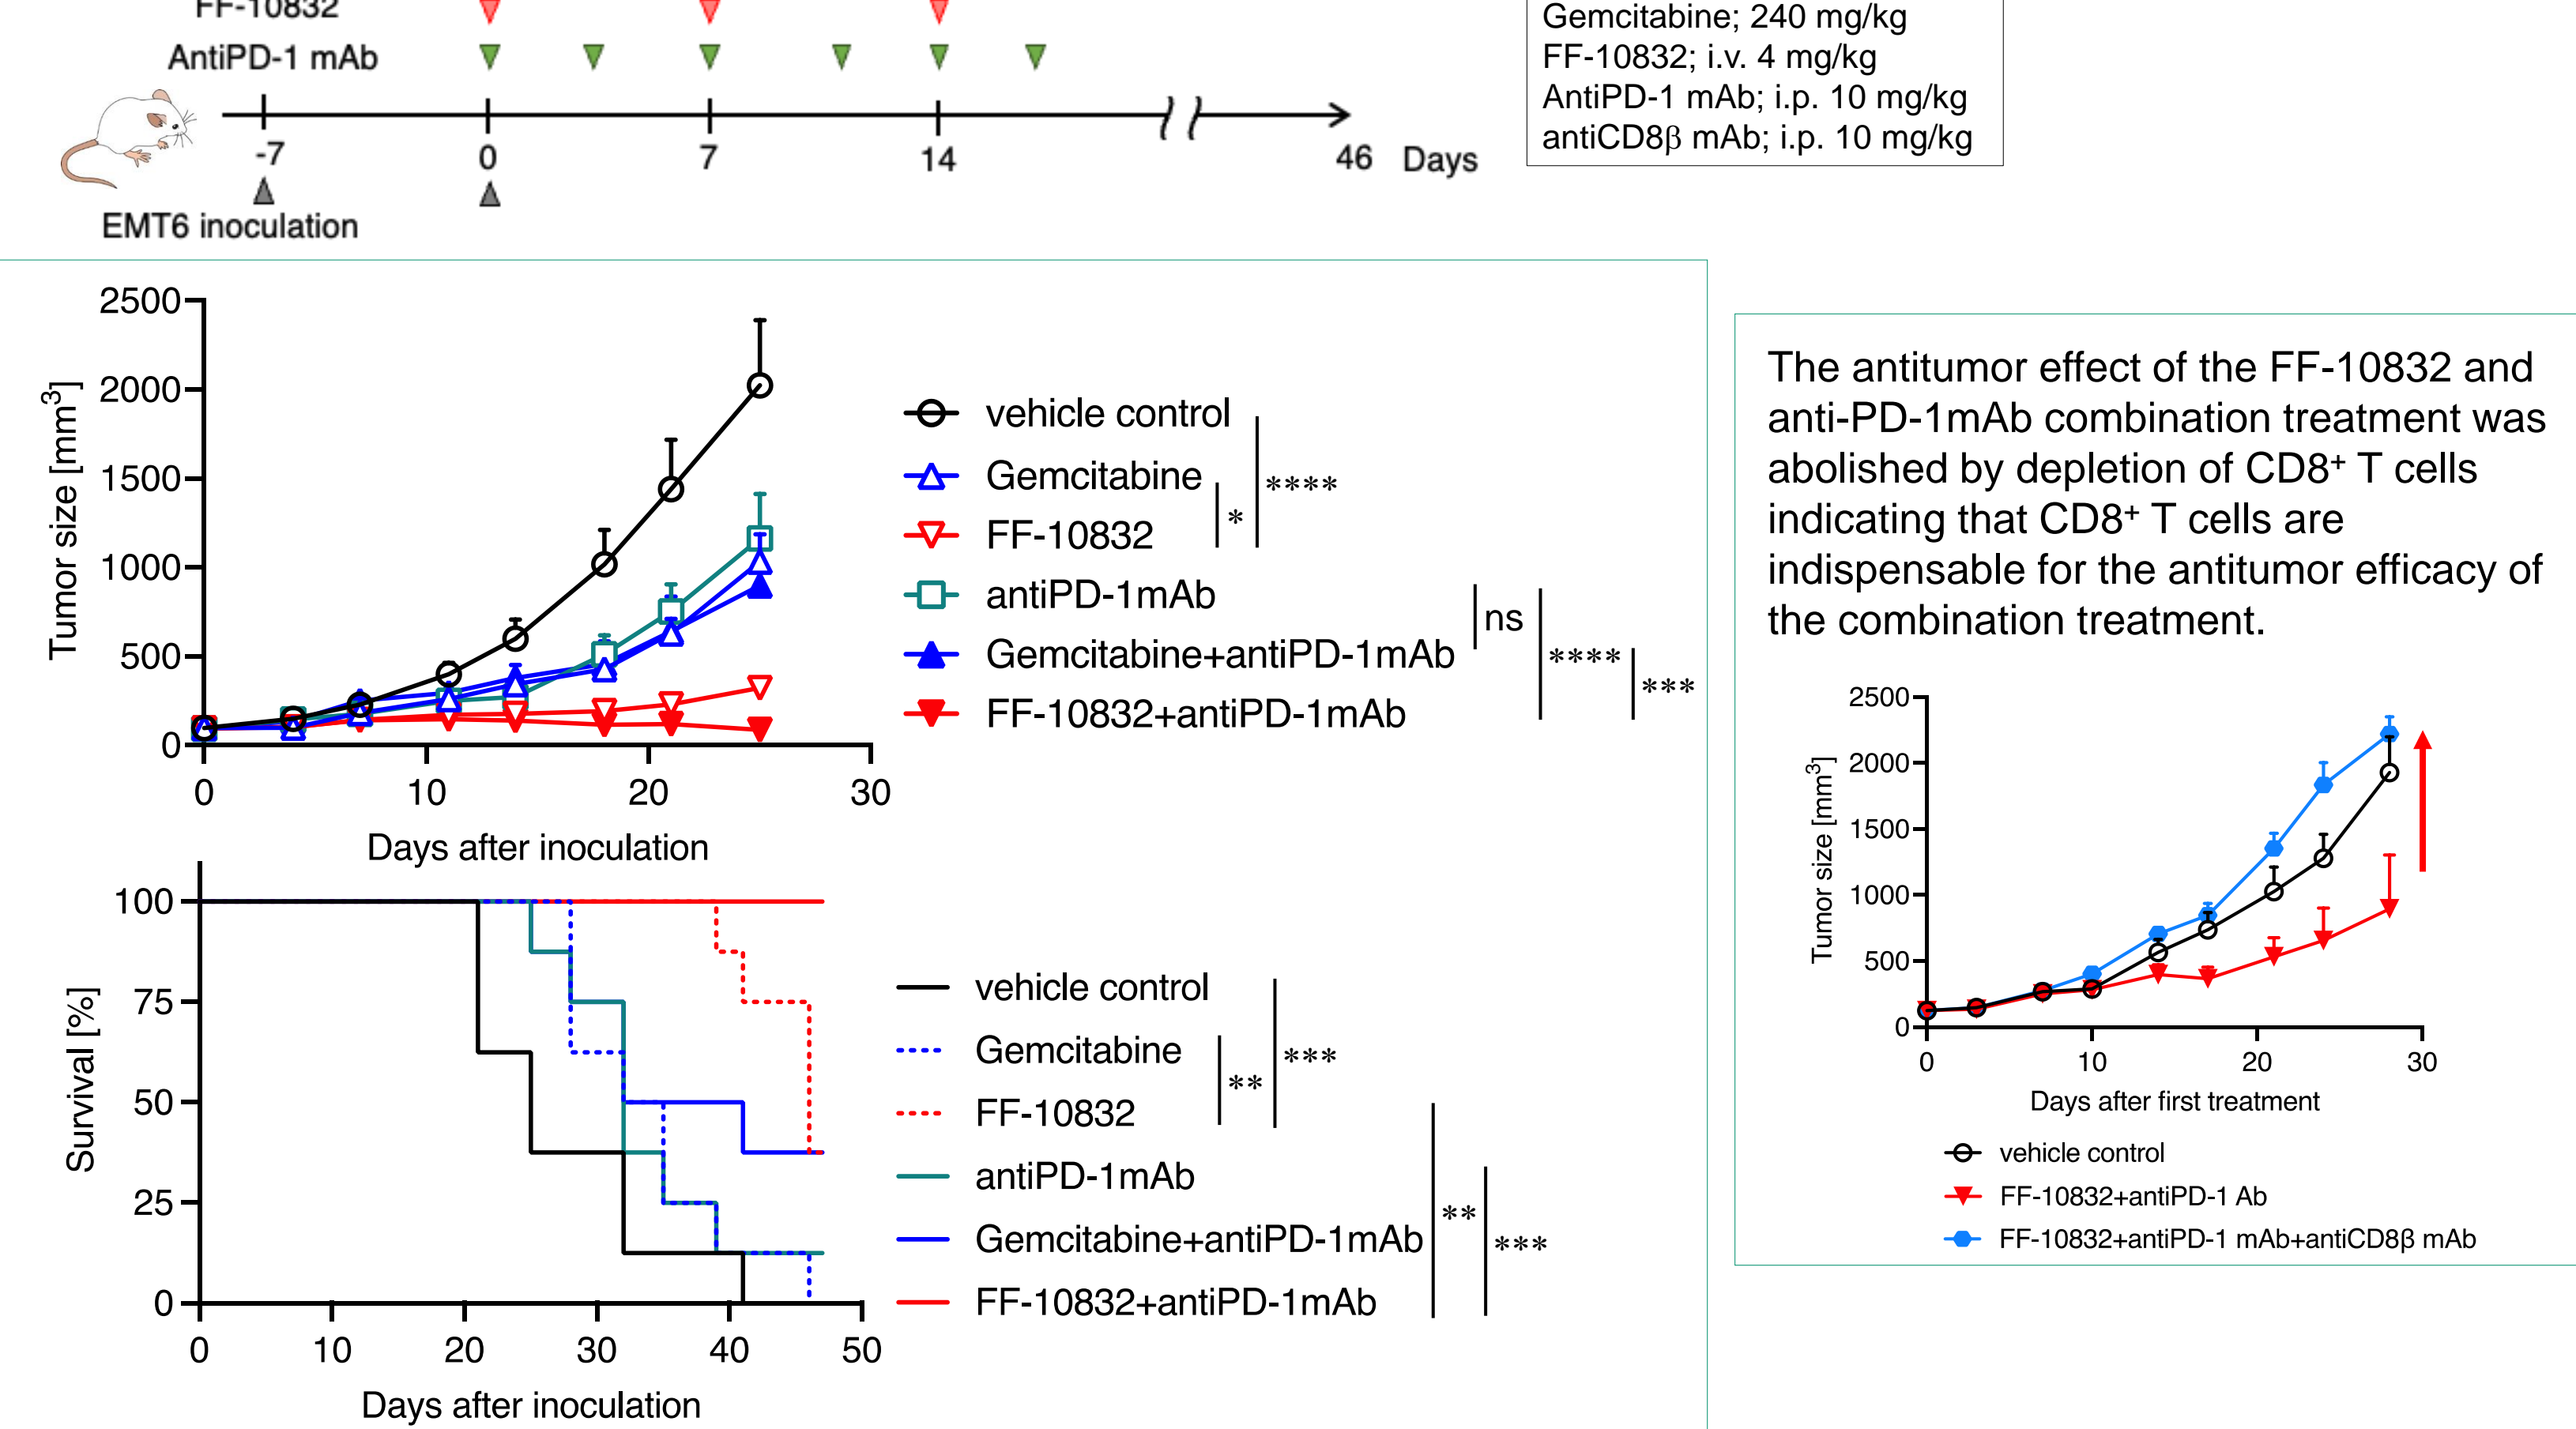 FF-10832
AntiPD-1 mAb
-7 0 7 14 46 Days
EMT6 inoculation
Gemcitabine; 240 mg/kg
FF-10832; i.v. 4 mg/kg
AntiPD-1 mAb; i.p. 10 mg/kg
antiCD8β mAb; i.p. 10 mg/kg
2500
2000
1500
1000
500
0
Tumor size [mm³]
0 10 20 30
Days after inoculation
vehicle control
Gemcitabine
FF-10832
antiPD-1mAb
Gemcitabine+antiPD-1mAb
FF-10832+antiPD-1mAb
****
*
ns
****
***
100
75
50
25
0
Survival [%]
0 10 20 30 40 50
Days after inoculation
vehicle control
Gemcitabine
FF-10832
antiPD-1mAb
Gemcitabine+antiPD-1mAb
FF-10832+antiPD-1mAb
***
**
**
***
The antitumor effect of the FF-10832 and
anti-PD-1mAb combination treatment was
abolished by depletion of CD8⁺ T cells
indicating that CD8⁺ T cells are
indispensable for the antitumor efficacy of
the combination treatment.
2500
2000
1500
1000
500
0
Tumor size [mm³]
0 10 20 30
Days after first treatment
vehicle control
FF-10832+antiPD-1 Ab
FF-10832+antiPD-1 mAb+antiCD8β mAb